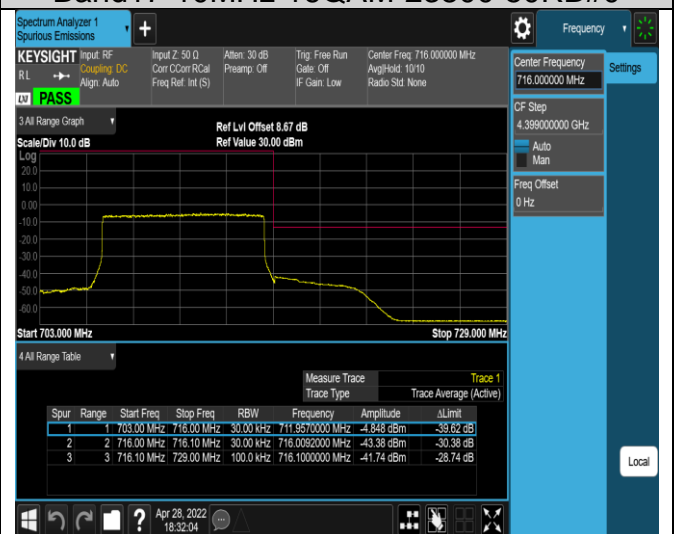 Spectrum Analyzer 1
Spurious Emissions
+
Frequency
KEYSIGHT
RL
Input: RF
Coupling: DC
Align: Auto
Input Z: 50 Ω
Corr CCorr RCal
Freq Ref: Int (S)
Atten: 30 dB
Preamp: Off
Trig: Free Run
Gate: Off
IF Gain: Low
Center Freq: 716.000000 MHz
Avg|Hold: 10/10
Radio Std: None
LXI PASS
Center Frequency
716.000000 MHz
Settings
CF Step
4.399000000 GHz
Auto
Man
Freq Offset
0 Hz
3 All Range Graph
Scale/Div 10.0 dB
Ref Lvl Offset 8.67 dB
Ref Value 30.00 dBm
Log
20.0
10.0
0.00
-10.0
-20.0
-30.0
-40.0
-50.0
-60.0
Start 703.000 MHz
Stop 729.000 MHz
4 All Range Table
Measure Trace Trace 1
Trace Type Trace Average (Active)
Spur Range Start Freq Stop Freq RBW Frequency Amplitude ΔLimit
1 1 703.00 MHz 716.00 MHz 30.00 kHz 711.9570000 MHz -4.848 dBm -39.62 dB
2 2 716.00 MHz 716.10 MHz 30.00 kHz 716.0092000 MHz -43.38 dBm -30.38 dB
3 3 716.10 MHz 729.00 MHz 100.0 kHz 716.1000000 MHz -41.74 dBm -28.74 dB
Local
?
Apr 28, 2022
18:32:04